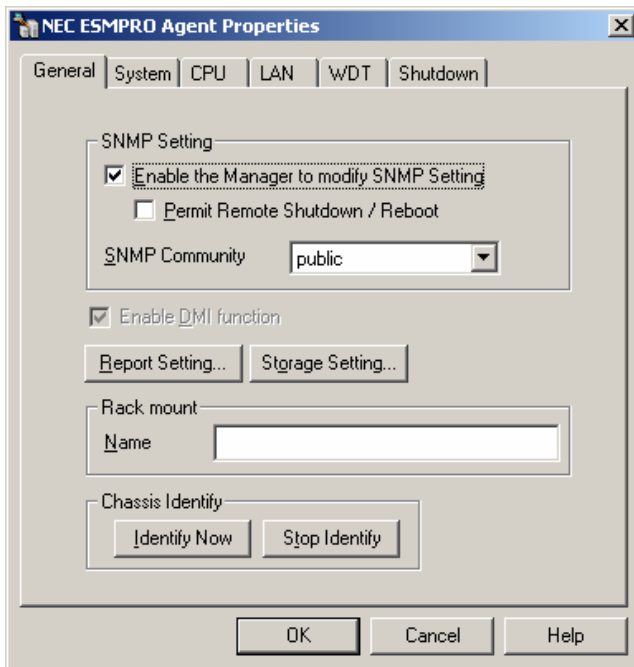 NEC ESMPRO Agent Properties
General System CPU LAN WDT Shutdown
SNMP Setting
Enable the Manager to modify SNMP Setting
Permit Remote Shutdown / Reboot
SNMP Community public
Enable DMI function
Report Setting... Storage Setting...
Rack mount
Name
Chassis Identify
Identify Now Stop Identify
OK Cancel Help